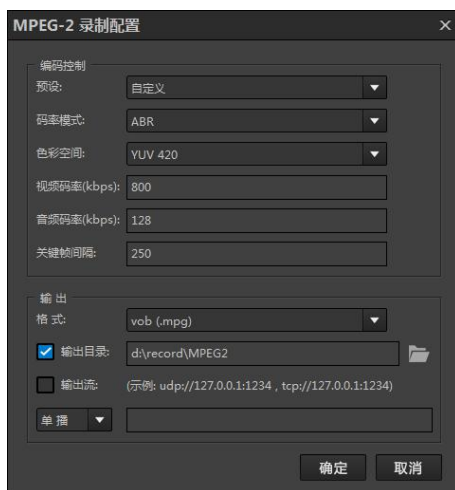 MPEG-2 录制配置
编码控制
预设: 自定义
码率模式: ABR
色彩空间: YUV 420
视频码率(kbps): 800
音频码率(kbps): 128
关键帧间隔: 250
输出
格式: vob (.mpg)
输出目录: d:\record\MPEG2
输出流: (示例: udp://127.0.0.1:1234 , tcp://127.0.0.1:1234)
单播
确定 取消